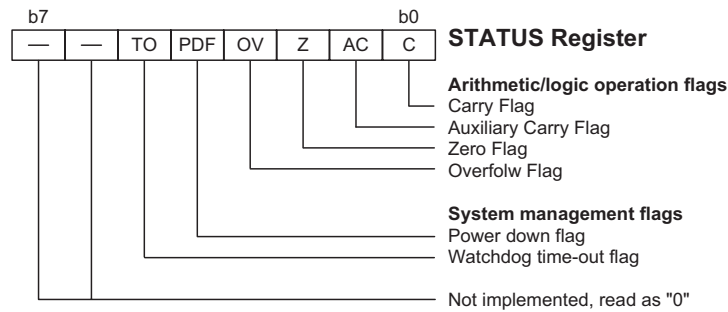 b7 b0
— — TO PDF OV Z AC C STATUS Register
Arithmetic/logic operation flags
Carry Flag
Auxiliary Carry Flag
Zero Flag
Overfolw Flag
System management flags
Power down flag
Watchdog time-out flag
Not implemented, read as "0"